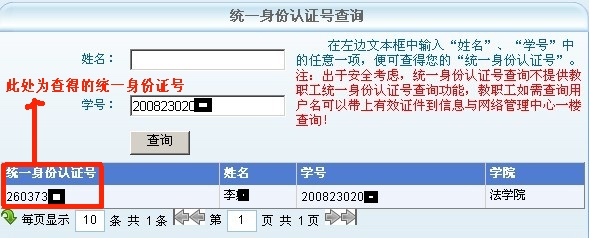 统一身份认证号查询
姓名：
在左边文本框中输入“姓名”、“学号”中
的任意一项，便可查得您的“统一身份认证号”。
注：出于安全考虑，统一身份认证号查询不提供教
职工统一身份认证号查询功能，教职工如需查询用
户名可以带上有效证件到信息与网络管理中心一楼
查询！
此处为查得的统一身份证号
学号：
200823020
查询
统一身份认证号 姓名 学号 学院
260373 李 200823020 法学院
每页显示 10 条 共 1条 第 1 页 共 1 页